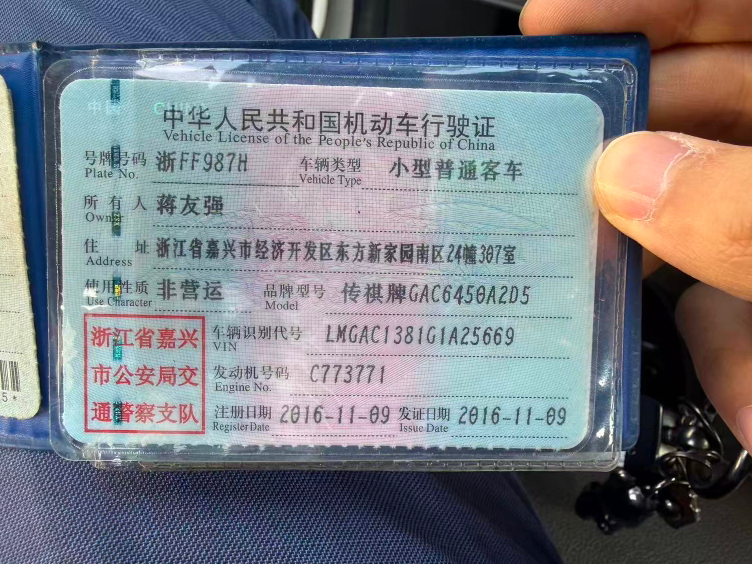 中国 CHINA
中华人民共和国机动车行驶证
Vehicle License of the People's Republic of China
号牌号码 浙FF987H 车辆类型 小型普通客车
Plate No. Vehicle Type
所有人 蒋友强
Owner
住址 浙江省嘉兴市经济开发区东方新家园南区24幢307室
Address
使用性质 非营运 品牌型号 传祺牌GAC6450A2D5
Use Character Model
浙江省嘉兴 车辆识别代号 LMGAC1381G1A25669
VIN
市公安局交 发动机号码 C773771
Engine No.
通警察支队 注册日期 2016-11-09 发证日期 2016-11-09
Register Date Issue Date
5*